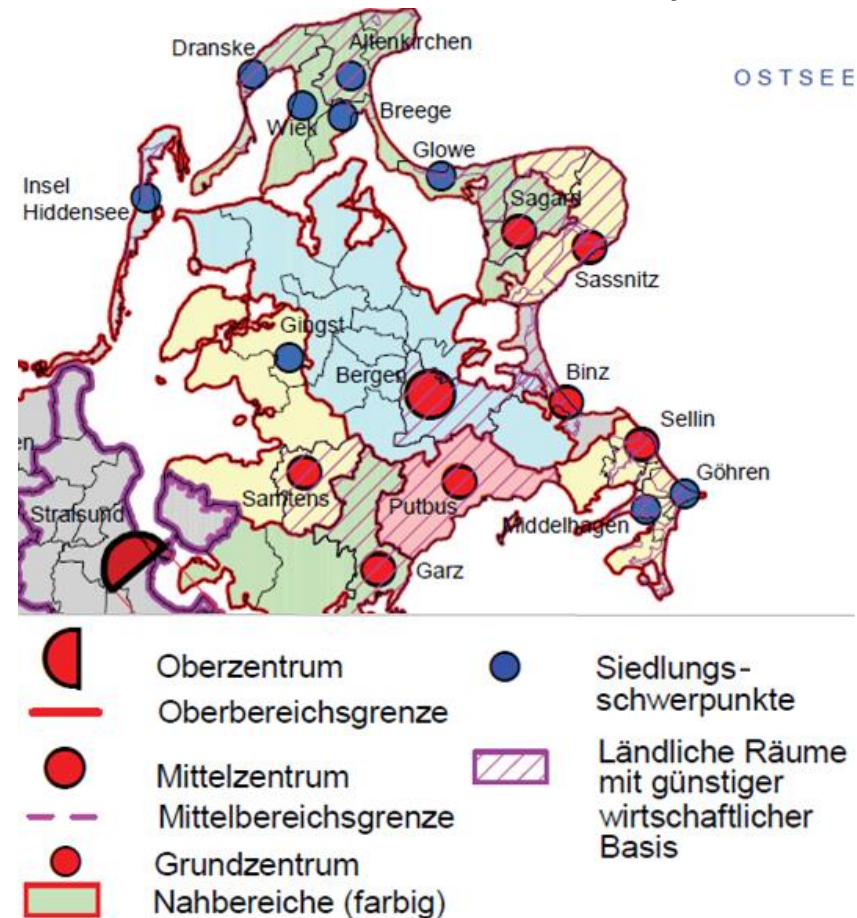 Dranske
Altenkirchen
OSTSEE
Wiek
Breege
Glowe
Insel
Hiddensee
Sagard
Sassnitz
Gingst
Bergen
Binz
Sellin
en
Samtens
Putbus
Göhren
Stralsund
Middelhagen
Garz
Oberzentrum
Oberbereichsgrenze
Mittelzentrum
Mittelbereichsgrenze
Grundzentrum
Nahbereiche (farbig)
Siedlungs-
schwerpunkte
Ländliche Räume
mit günstiger
wirtschaftlicher
Basis